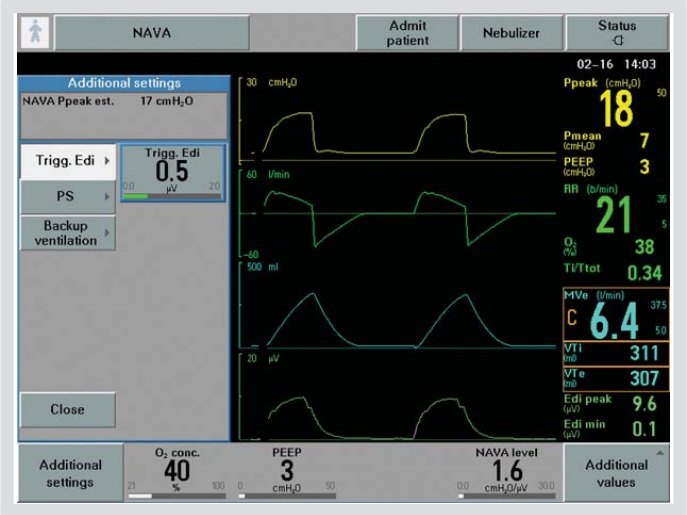 NAVA
Admit
patient
Nebulizer
Status
02-16 14:03
Additional settings
NAVA Ppeak est. 17 cmH₂O
Trigg. Edi
Trigg. Edi
0.5
0.0 µV 2.0
PS
Backup
ventilation
Close
30 cmH₂O
60 l/min
-60
500 ml
20 µV
Ppeak (cmH₂O)
50
18
Pmean
(cmH₂O)
7
PEEP
(cmH₂O)
3
RR (b/min)
35
21
5
O₂
(%)
38
Ti/Ttot
0.34
MVe (l/min)
37.5
C
6.4
5.0
VTi
(ml)
311
VTe
(ml)
307
Edi peak
(µV)
9.6
Edi min
(µV)
0.1
Additional
settings
O₂ conc.
40
21 % 100
PEEP
3
0 cmH₂O 50
NAVA level
1.6
0.0 cmH₂O/µV 30.0
Additional
values